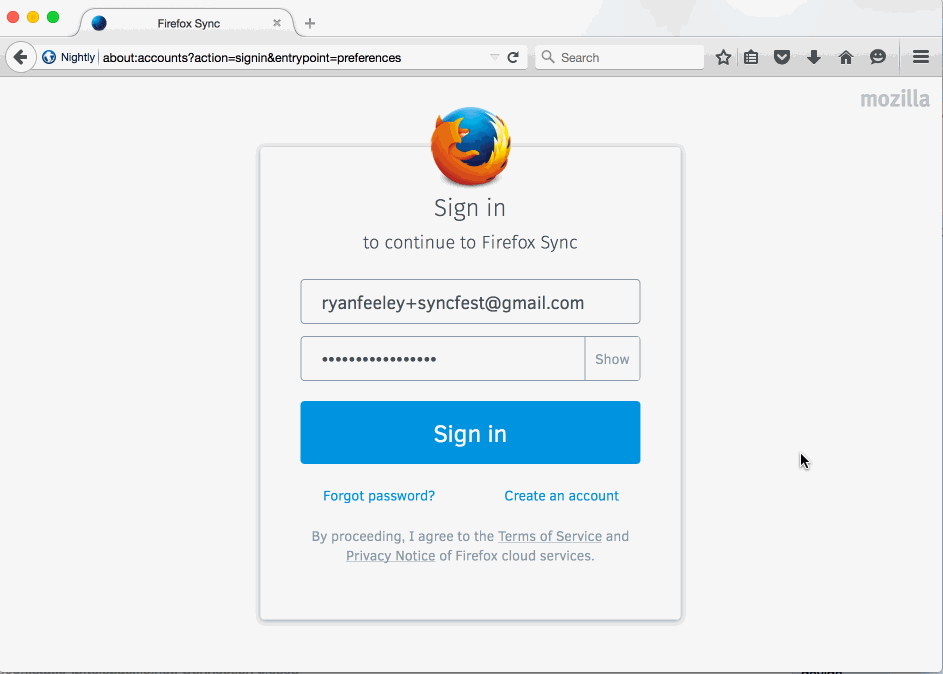 Firefox Sync
Nightly about:accounts?action=signin&entrypoint=preferences
Search
mozilla
Sign in
to continue to Firefox Sync
ryanfeeley+syncfest@gmail.com
••••••••••••••••• Show
Sign in
Forgot password? Create an account
By proceeding, I agree to the Terms of Service and
Privacy Notice of Firefox cloud services.